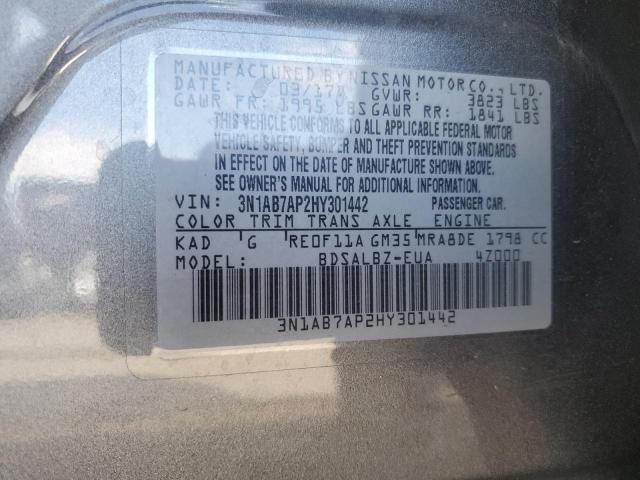 MANUFACTURED BY NISSAN MOTOR CO., LTD.
DATE: 03/17 GVWR: 3823 LBS
GAWR FR: 1995 LBS GAWR RR: 1841 LBS
THIS VEHICLE CONFORMS TO ALL APPLICABLE FEDERAL MOTOR
VEHICLE SAFETY, BUMPER AND THEFT PREVENTION STANDARDS
IN EFFECT ON THE DATE OF MANUFACTURE SHOWN ABOVE.
SEE OWNER'S MANUAL FOR ADDITIONAL INFORMATION.
VIN: 3N1AB7AP2HY301442 PASSENGER CAR.
COLOR TRIM TRANS AXLE ENGINE
KAD G RE0F11A GM35 MRA8DE 1798 CC
MODEL: BDSALBZ-EUA 4Z000
3N1AB7AP2HY301442